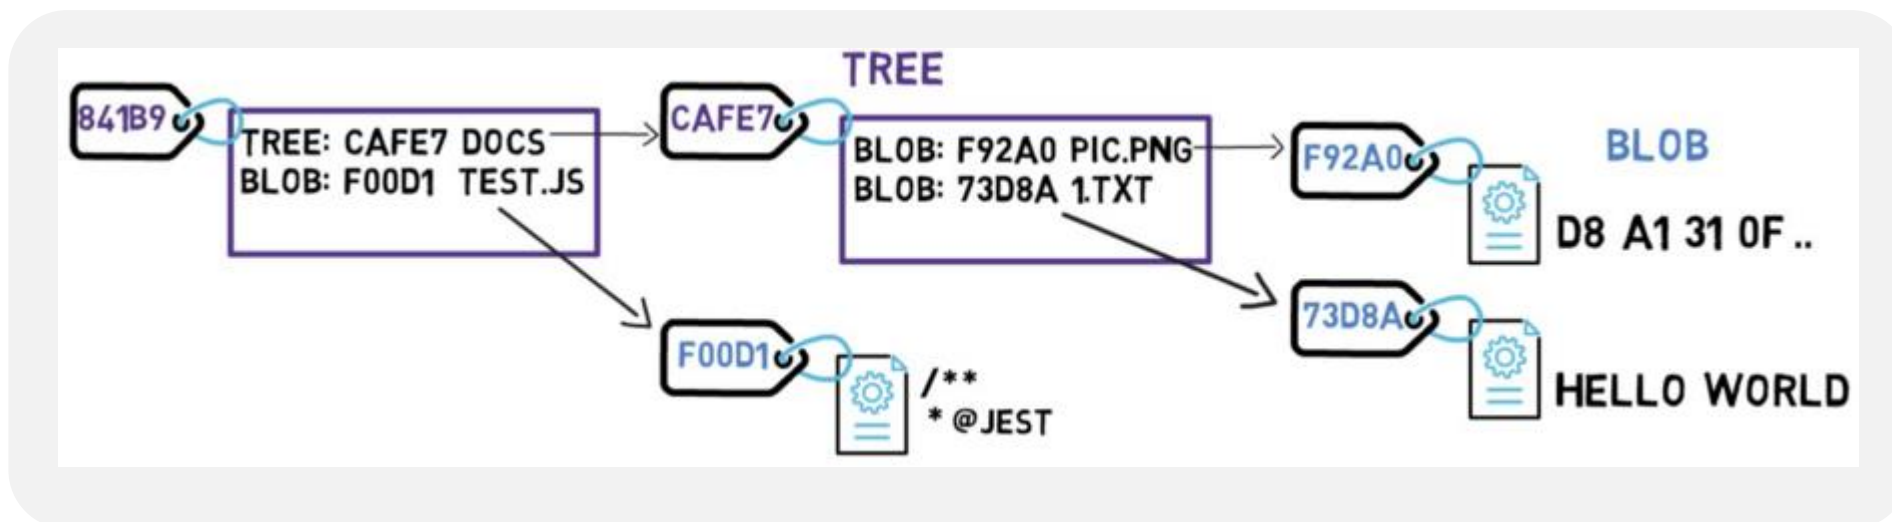 TREE
841B9
TREE: CAFE7 DOCS
BLOB: F00D1 TEST.JS
CAFE7
BLOB: F92A0 PIC.PNG
BLOB: 73D8A 1.TXT
F92A0
BLOB
D8 A1 31 0F ..
73D8A
HELLO WORLD
F00D1
/**
* @JEST